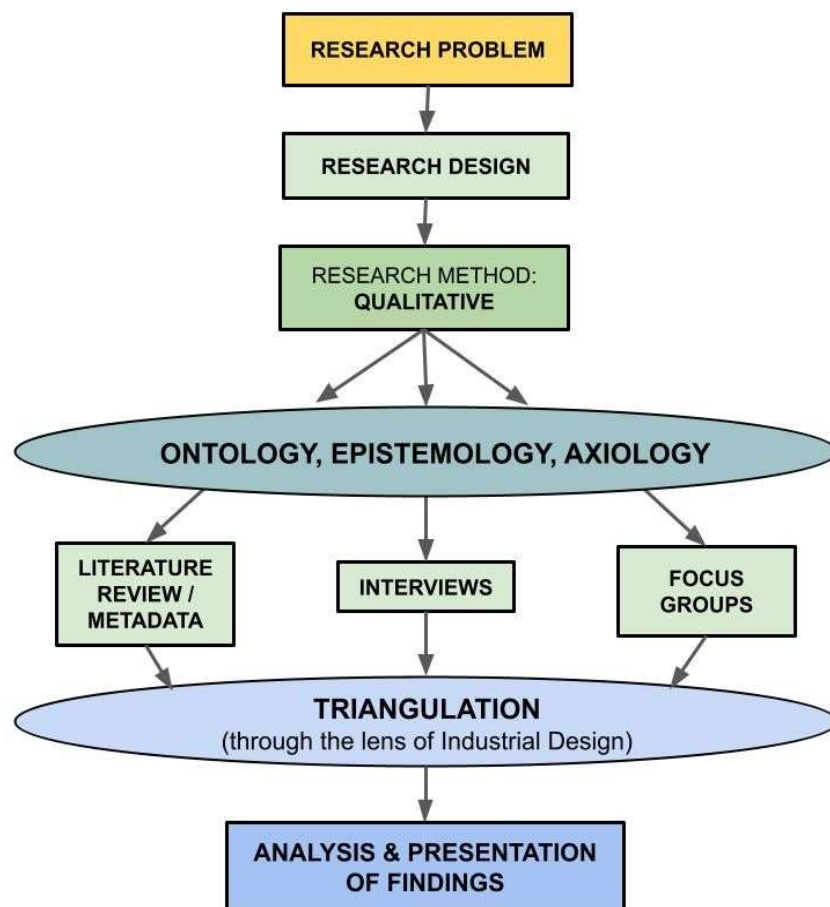 RESEARCH PROBLEM
RESEARCH DESIGN
RESEARCH METHOD:
QUALITATIVE
ONTOLOGY, EPISTEMOLOGY, AXIOLOGY
LITERATURE
REVIEW /
METADATA
INTERVIEWS
FOCUS
GROUPS
TRIANGULATION
(through the lens of Industrial Design)
ANALYSIS & PRESENTATION
OF FINDINGS